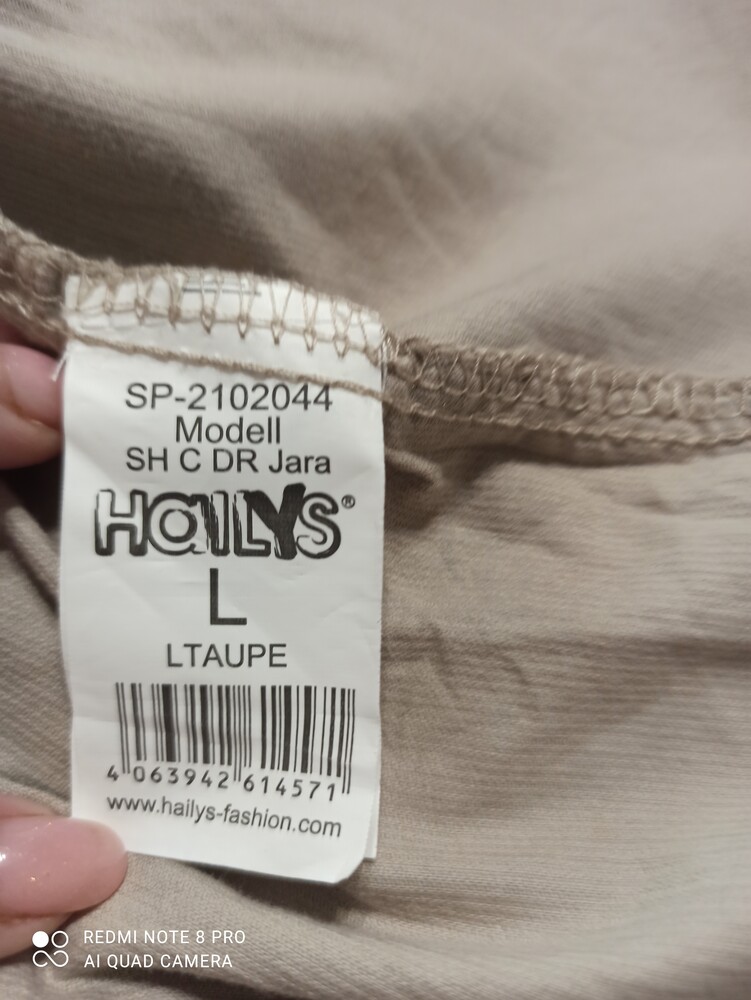 SP-2102044
Modell
SH C DR Jara
HaILYS®
L
LTAUPE
4 063942 614571
www.hailys-fashion.com
REDMI NOTE 8 PRO
AI QUAD CAMERA